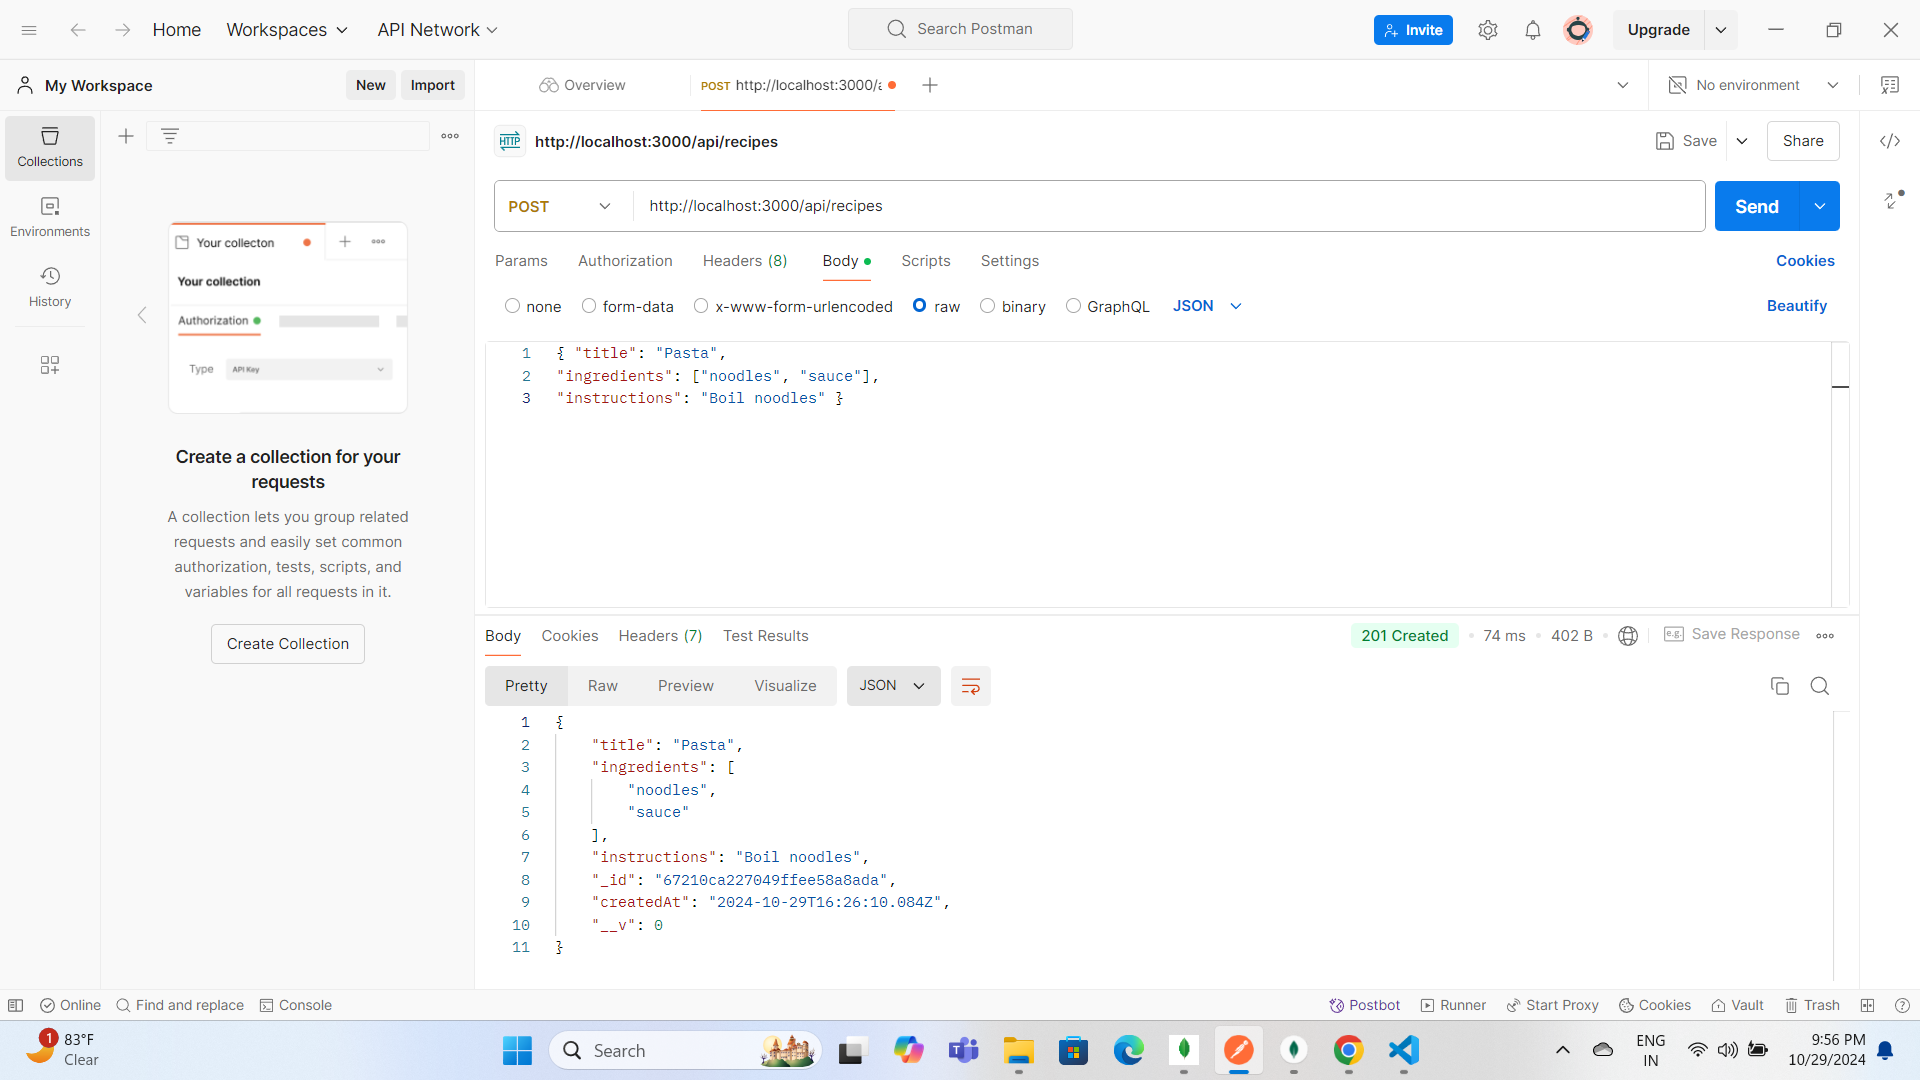 Home Workspaces API Network Search Postman Invite Upgrade
My Workspace New Import Overview POST http://localhost:3000/a No environment
Collections
Environments
History
Your collecton
Your collection
Authorization
Type API Key
Create a collection for your
requests
A collection lets you group related
requests and easily set common
authorization, tests, scripts, and
variables for all requests in it.
Create Collection
HTTP http://localhost:3000/api/recipes Save Share
POST http://localhost:3000/api/recipes Send
Params Authorization Headers (8) Body Scripts Settings Cookies
none form-data x-www-form-urlencoded raw binary GraphQL JSON Beautify
1 { "title": "Pasta",
2 "ingredients": ["noodles", "sauce"],
3 "instructions": "Boil noodles" }
Body Cookies Headers (7) Test Results 201 Created 74 ms 402 B e.g. Save Response
Pretty Raw Preview Visualize JSON
1 {
2 "title": "Pasta",
3 "ingredients": [
4 "noodles",
5 "sauce"
6 ],
7 "instructions": "Boil noodles",
8 "_id": "67210ca227049ffee58a8ada",
9 "createdAt": "2024-10-29T16:26:10.084Z",
10 "__v": 0
11 }
Online Find and replace Console Postbot Runner Start Proxy Cookies Vault Trash
1 83°F
Clear
Search
ENG
IN
9:56 PM
10/29/2024